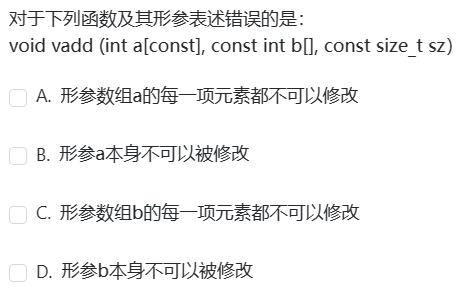 对于下列函数及其形参表述错误的是：
void vadd (int a[const], const int b[], const size_t sz)
A. 形参数组a的每一项元素都不可以修改
B. 形参a本身不可以被修改
C. 形参数组b的每一项元素都不可以修改
D. 形参b本身不可以被修改